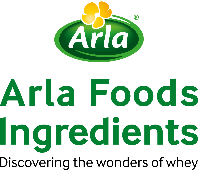 Arla®
Arla Foods
Ingredients
Discovering the wonders of whey